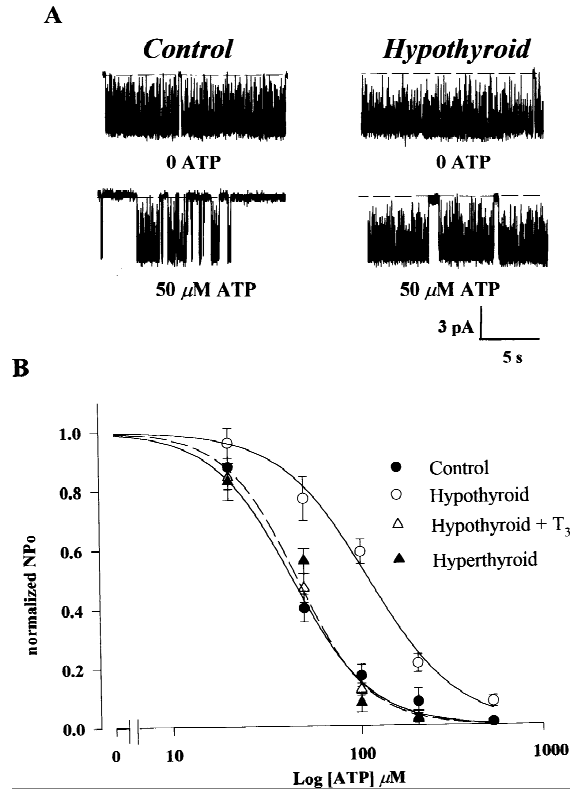 A
Control Hypothyroid
0 ATP 0 ATP
50 μM ATP 50 μM ATP
3 pA
5 s
B
normalized NPo
1.0
0.8
0.6
0.4
0.2
0.0
Control
Hypothyroid
Hypothyroid + T3
Hyperthyroid
0 10 100 1000
Log [ATP] μM